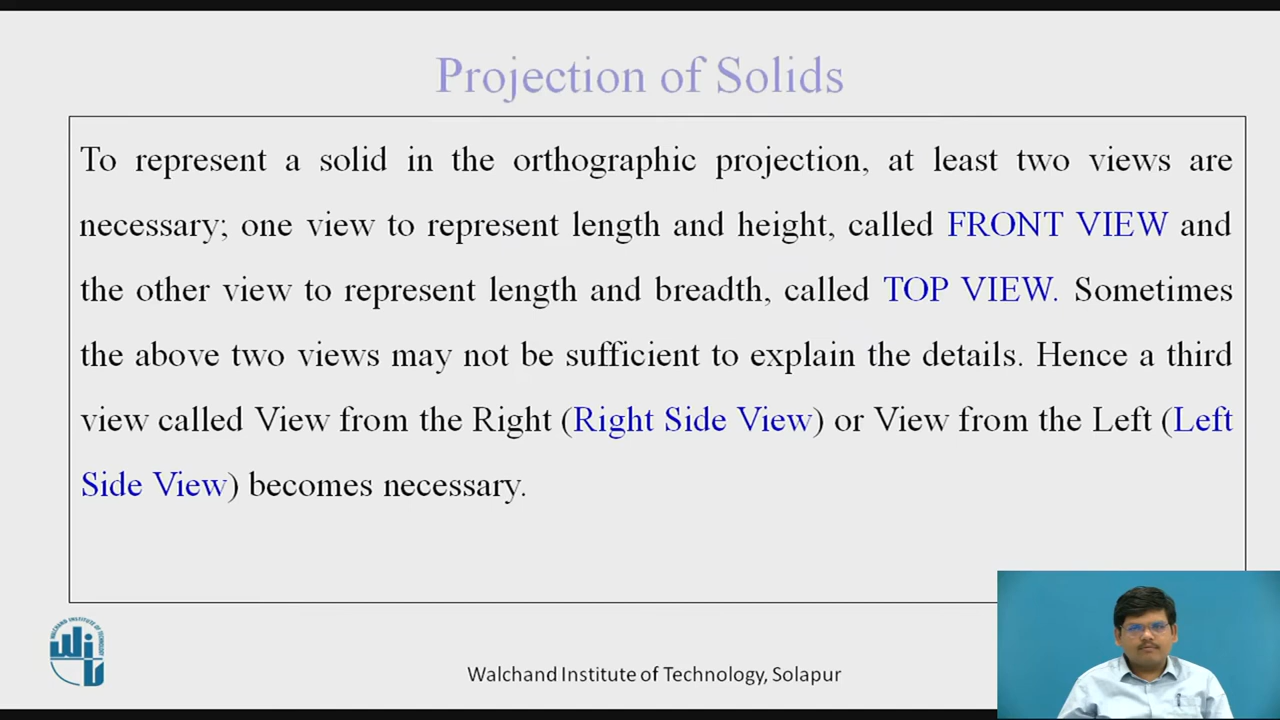 Projection of Solids
To represent a solid in the orthographic projection, at least two views are
necessary; one view to represent length and height, called FRONT VIEW and
the other view to represent length and breadth, called TOP VIEW. Sometimes
the above two views may not be sufficient to explain the details. Hence a third
view called View from the Right (Right Side View) or View from the Left (Left
Side View) becomes necessary.
WALCHAND INSTITUTE OF TECHNOLOGY
Walchand Institute of Technology, Solapur